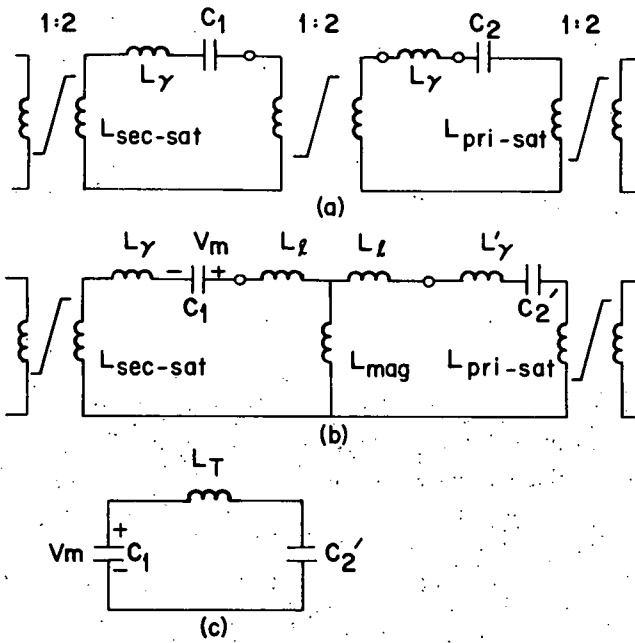 1:2 C₁ 1:2 C₂ 1:2
Lγ Lγ
Lsec-sat Lpri-sat
(a)
Lγ Vm Lℓ Lℓ L'γ
− +
C₁ C₂'
Lsec-sat Lmag Lpri-sat
(b)
LT
+
Vm C₁ C₂'
−
(c)